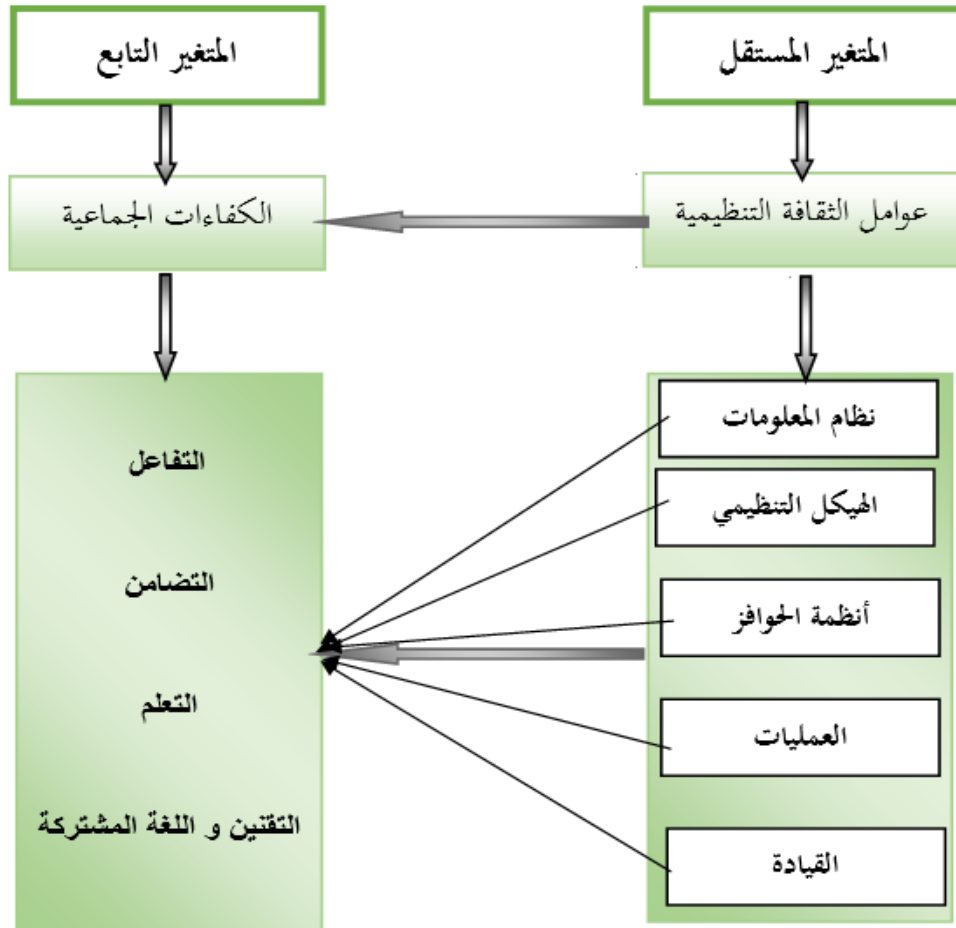 المتغير المستقل
المتغير التابع
عوامل الثقافة التنظيمية
الكفاءات الجماعية
نظام المعلومات
الهيكل التنظيمي
أنظمة الحوافز
العمليات
القيادة
التفاعل
التضامن
التعلم
التقنين و اللغة المشتركة